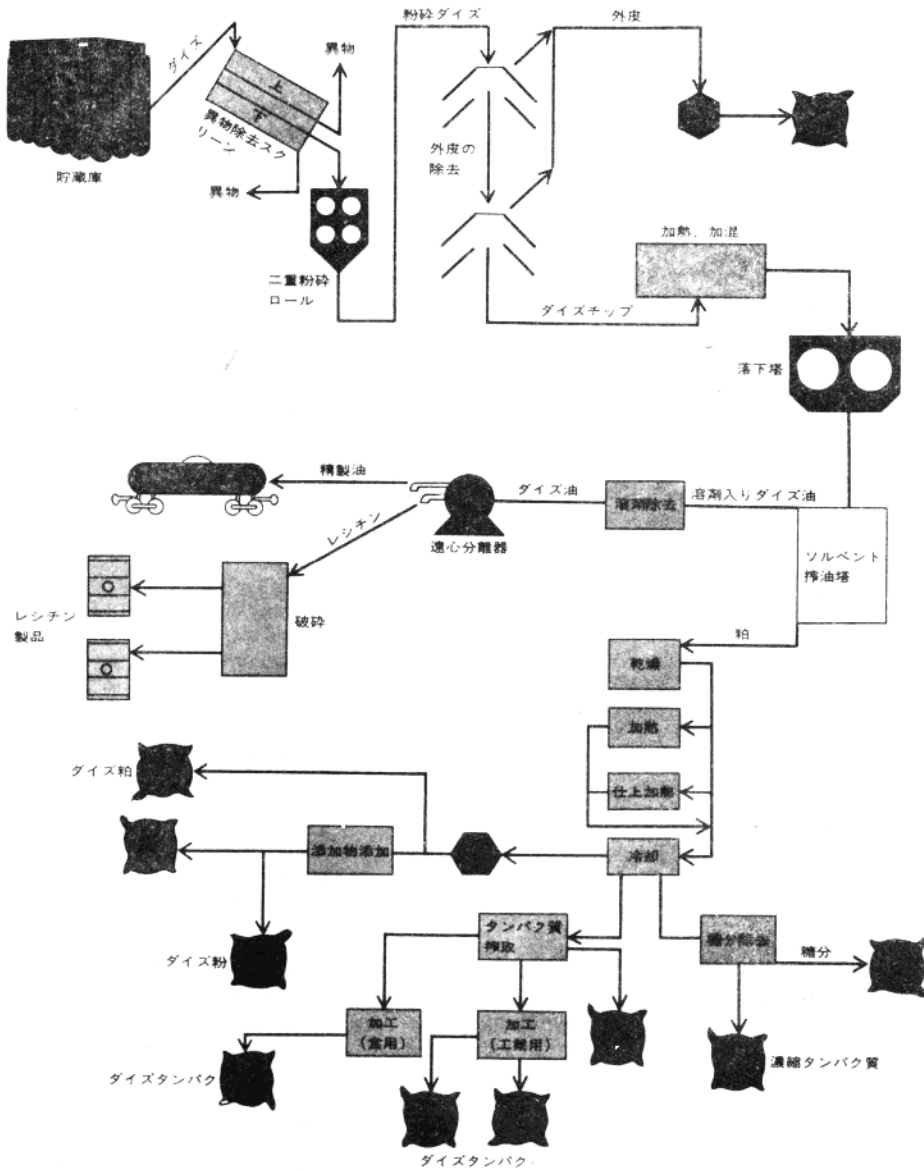 粉砕ダイズ
外皮
ダイズ
異物
上
下
異物除去スク
リーン
貯蔵庫
異物
外皮の
除去
二重粉砕
ロール
加熱, 加混
ダイズチップ
落下塔
精製油
ダイズ油
溶剤除去
溶剤入りダイズ油
レシチン
遠心分離器
ソルベント
搾油塔
レシチン
製品
破砕
粕
乾燥
加熱
仕上加熱
ダイズ粕
添加物添加
冷却
タンパク質
搾取
糖分除去
糖分
ダイズ粉
加工
(食用)
加工
(工業用)
濃縮タンパク質
ダイズタンパク
ダイズタンパク